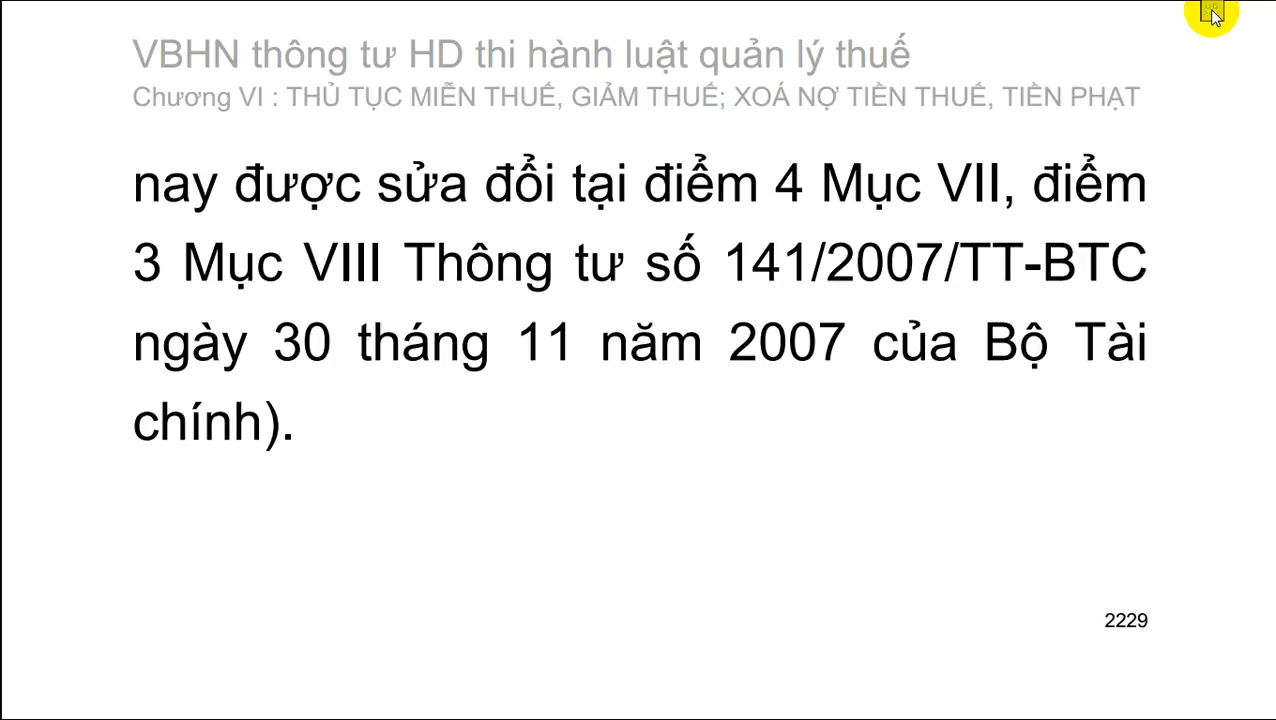 VBHN thông tư HD thi hành luật quản lý thuế
Chương VI : THỦ TỤC MIỄN THUẾ, GIẢM THUẾ; XOÁ NỢ TIỀN THUẾ, TIỀN PHẠT
nay được sửa đổi tại điểm 4 Mục VII, điểm
3 Mục VIII Thông tư số 141/2007/TT-BTC
ngày 30 tháng 11 năm 2007 của Bộ Tài
chính).
2229